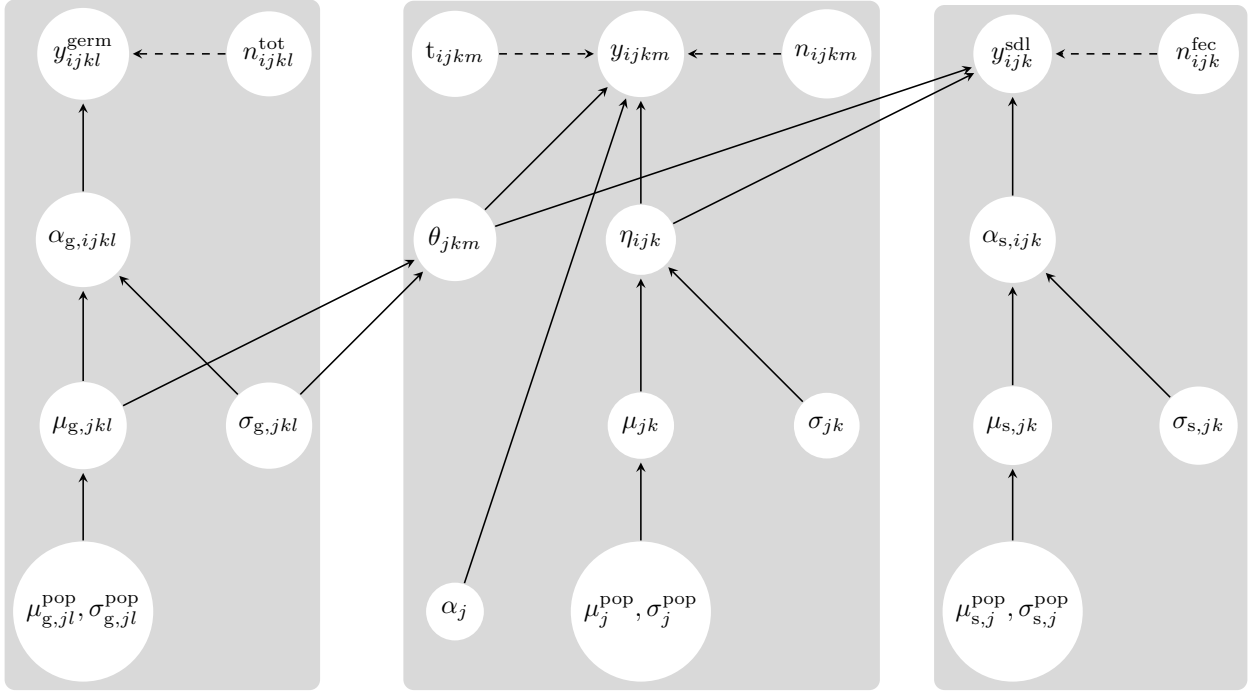 y_{ijkl}^{germ} n_{ijkl}^{tot} t_{ijkm} y_{ijkm} n_{ijkm} y_{ijk}^{sdl} n_{ijk}^{fec}
α_{g,ijkl} θ_{jkm} η_{ijk} α_{s,ijk}
μ_{g,jkl} σ_{g,jkl} μ_{jk} σ_{jk} μ_{s,jk} σ_{s,jk}
μ_{g,jl}^{pop}, σ_{g,jl}^{pop} α_j μ_j^{pop}, σ_j^{pop} μ_{s,j}^{pop}, σ_{s,j}^{pop}